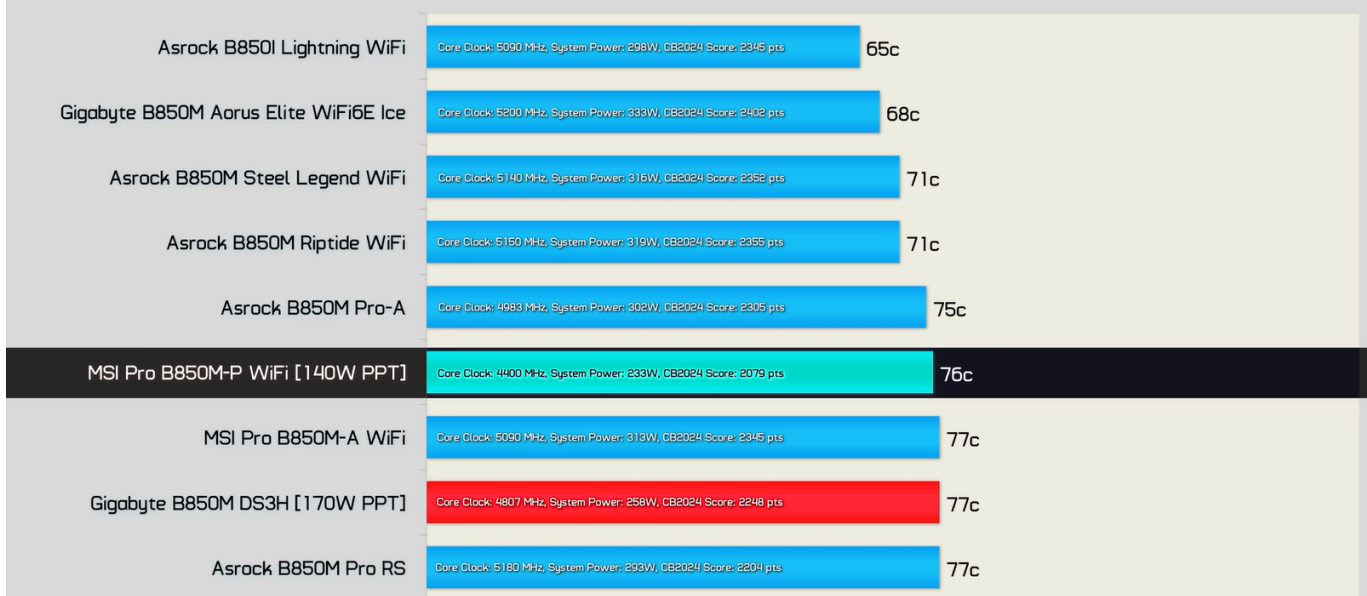 Asrock B850I Lightning WiFi Core Clock: 5090 MHz, System Power: 298W, CB2024 Score: 2345 pts 65c
Gigabyte B850M Aorus Elite WiFi6E Ice Core Clock: 5200 MHz, System Power: 333W, CB2024 Score: 2402 pts 68c
Asrock B850M Steel Legend WiFi Core Clock: 5140 MHz, System Power: 316W, CB2024 Score: 2352 pts 71c
Asrock B850M Riptide WiFi Core Clock: 5150 MHz, System Power: 319W, CB2024 Score: 2355 pts 71c
Asrock B850M Pro-A Core Clock: 4983 MHz, System Power: 302W, CB2024 Score: 2305 pts 75c
MSI Pro B850M-P WiFi [140W PPT] Core Clock: 4400 MHz, System Power: 233W, CB2024 Score: 2079 pts 76c
MSI Pro B850M-A WiFi Core Clock: 5090 MHz, System Power: 313W, CB2024 Score: 2345 pts 77c
Gigabyte B850M DS3H [170W PPT] Core Clock: 4807 MHz, System Power: 258W, CB2024 Score: 2248 pts 77c
Asrock B850M Pro RS Core Clock: 5180 MHz, System Power: 293W, CB2024 Score: 2204 pts 77c